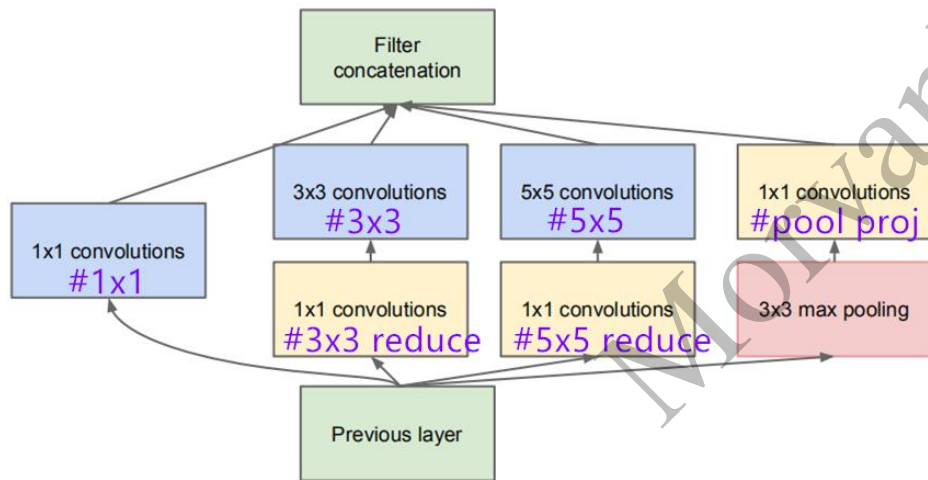 Filter
concatenation
3x3 convolutions
#3x3
5x5 convolutions
#5x5
1x1 convolutions
#pool proj
1x1 convolutions
#1x1
1x1 convolutions
#3x3 reduce
1x1 convolutions
#5x5 reduce
3x3 max pooling
Previous layer